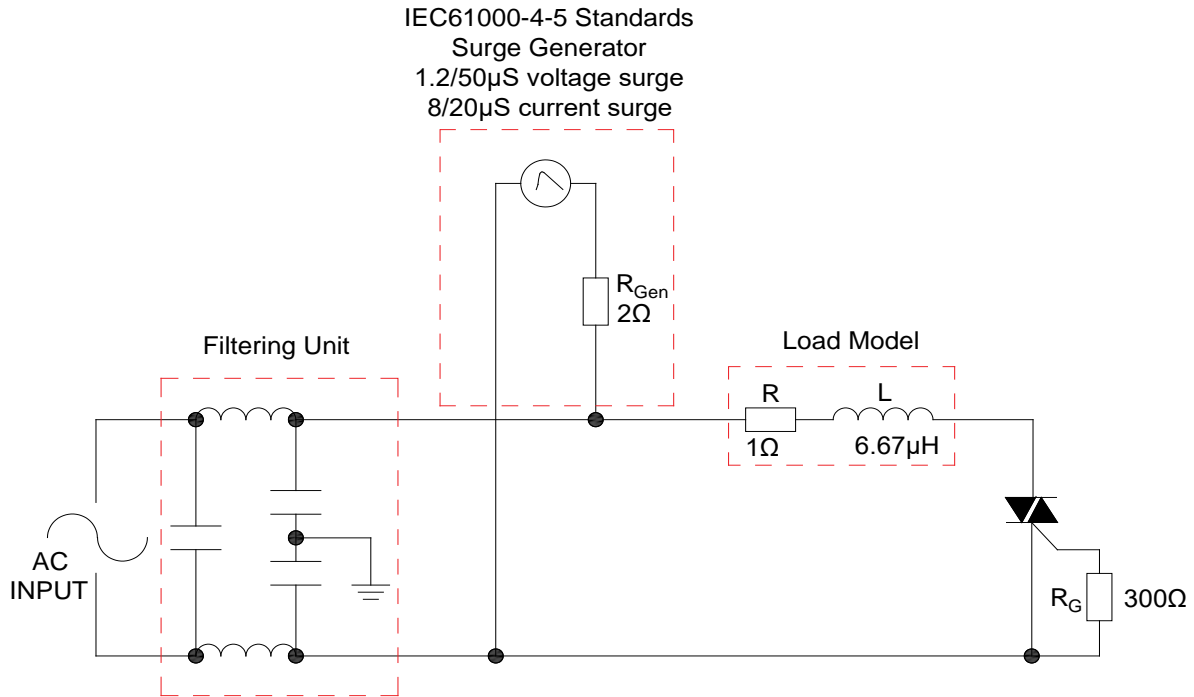 IEC61000-4-5 Standards
Surge Generator
1.2/50µS voltage surge
8/20µS current surge
RGen
2Ω
Filtering Unit
Load Model
R
L
1Ω
6.67µH
AC
INPUT
RG
300Ω